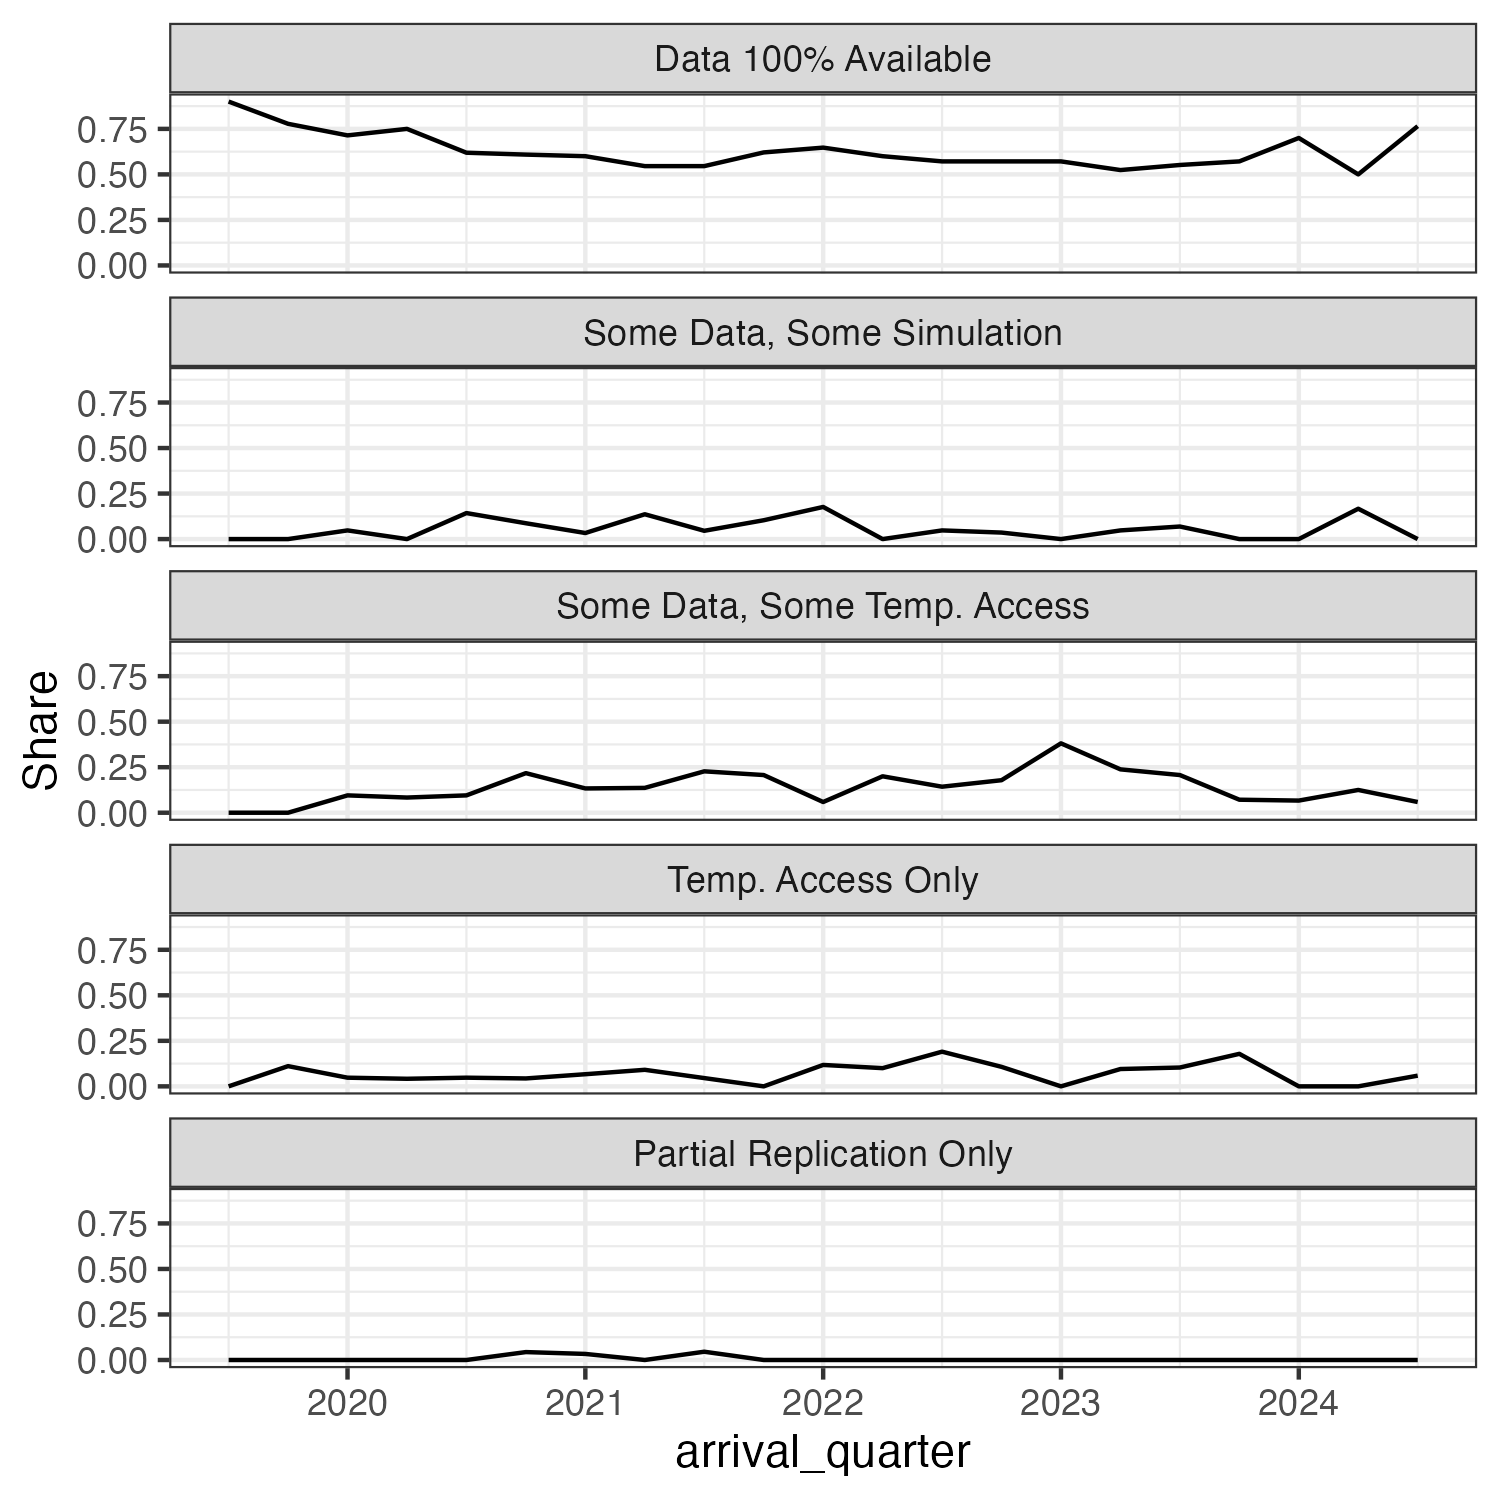 Data 100% Available
0.75
0.50
0.25
0.00
Some Data, Some Simulation
0.75
0.50
0.25
0.00
Some Data, Some Temp. Access
0.75
0.50
0.25
0.00
Share
Temp. Access Only
0.75
0.50
0.25
0.00
Partial Replication Only
0.75
0.50
0.25
0.00
2020 2021 2022 2023 2024
arrival_quarter